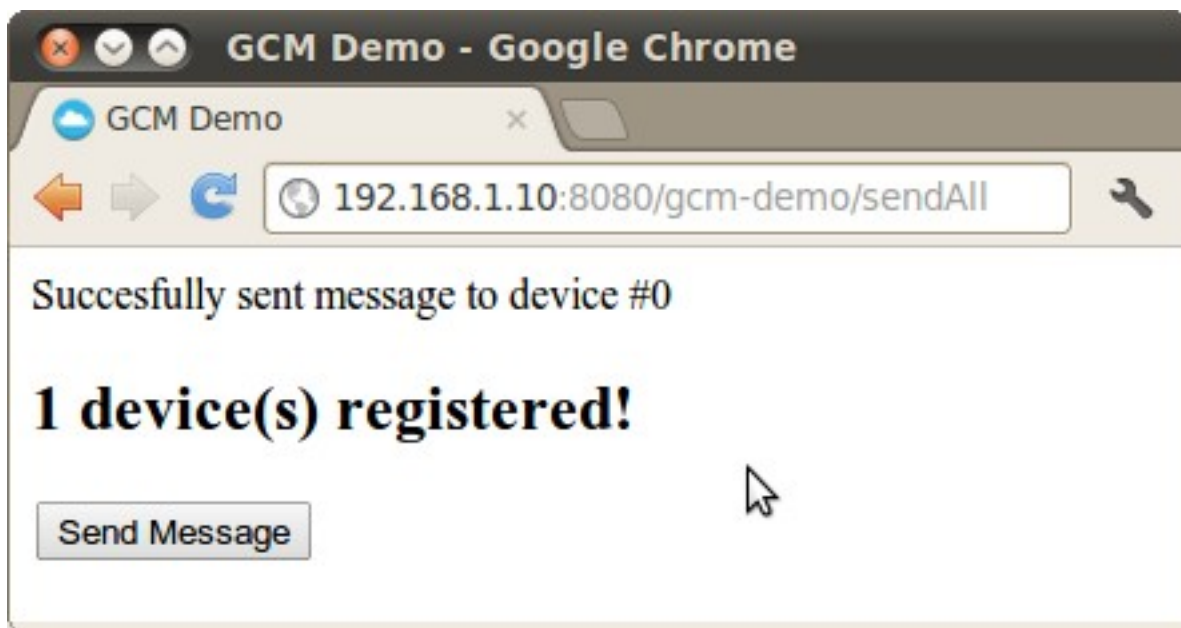 GCM Demo - Google Chrome
GCM Demo
192.168.1.10:8080/gcm-demo/sendAll
Succesfully sent message to device #0
1 device(s) registered!
Send Message